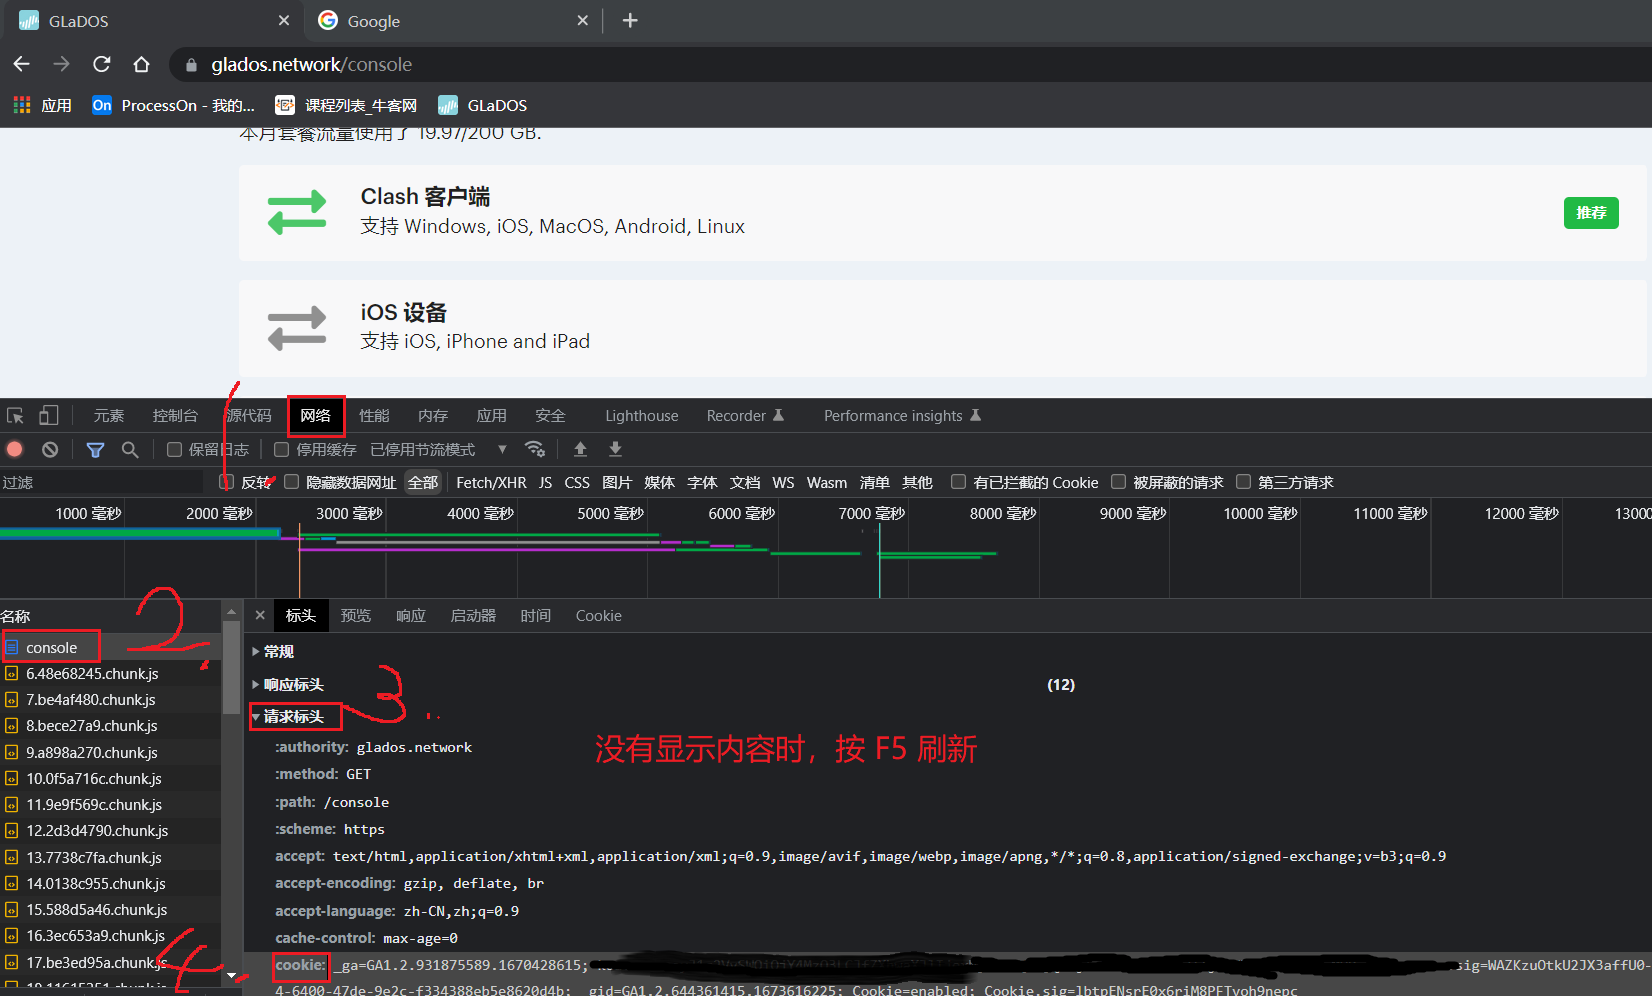 GLaDOS
Google
glados.network/console
应用 ProcessOn - 我的... 课程列表_牛客网 GLaDOS
本月套餐流量使用了 19.97/200 GB.
Clash 客户端
支持 Windows, iOS, MacOS, Android, Linux
推荐
iOS 设备
支持 iOS, iPhone and iPad
元素 控制台 源代码 网络 性能 内存 应用 安全 Lighthouse Recorder Performance insights
保留日志 停用缓存 已停用节流模式
过滤 反转 隐藏数据网址 全部 Fetch/XHR JS CSS 图片 媒体 字体 文档 WS Wasm 清单 其他 有已拦截的 Cookie 被屏蔽的请求 第三方请求
1000 毫秒 2000 毫秒 3000 毫秒 4000 毫秒 5000 毫秒 6000 毫秒 7000 毫秒 8000 毫秒 9000 毫秒 10000 毫秒 11000 毫秒 12000 毫秒 13000
名称
2
console
6.48e68245.chunk.js
7.be4af480.chunk.js
8.bece27a9.chunk.js
9.a898a270.chunk.js
10.0f5a716c.chunk.js
11.9e9f569c.chunk.js
12.2d3d4790.chunk.js
13.7738c7fa.chunk.js
14.0138c955.chunk.js
15.588d5a46.chunk.js
16.3ec653a9.chunk.js
17.be3ed95a.chunk.js
4
标头 预览 响应 启动器 时间 Cookie
常规
响应标头 (12)
请求标头
3
没有显示内容时，按 F5 刷新
:authority: glados.network
:method: GET
:path: /console
:scheme: https
accept: text/html,application/xhtml+xml,application/xml;q=0.9,image/avif,image/webp,image/apng,*/*;q=0.8,application/signed-exchange;v=b3;q=0.9
accept-encoding: gzip, deflate, br
accept-language: zh-CN,zh;q=0.9
cache-control: max-age=0
cookie: _ga=GA1.2.931875589.1670428615; sig=WAZKzuOtkU2JX3affU0-
4-6400-47de-9e2c-f334388eb5e8620d4b; _gid=GA1.2.644361415.1673616225; Cookie=enabled; Cookie.sig=lbtpENsrE0x6riM8PFTvoh9nepc